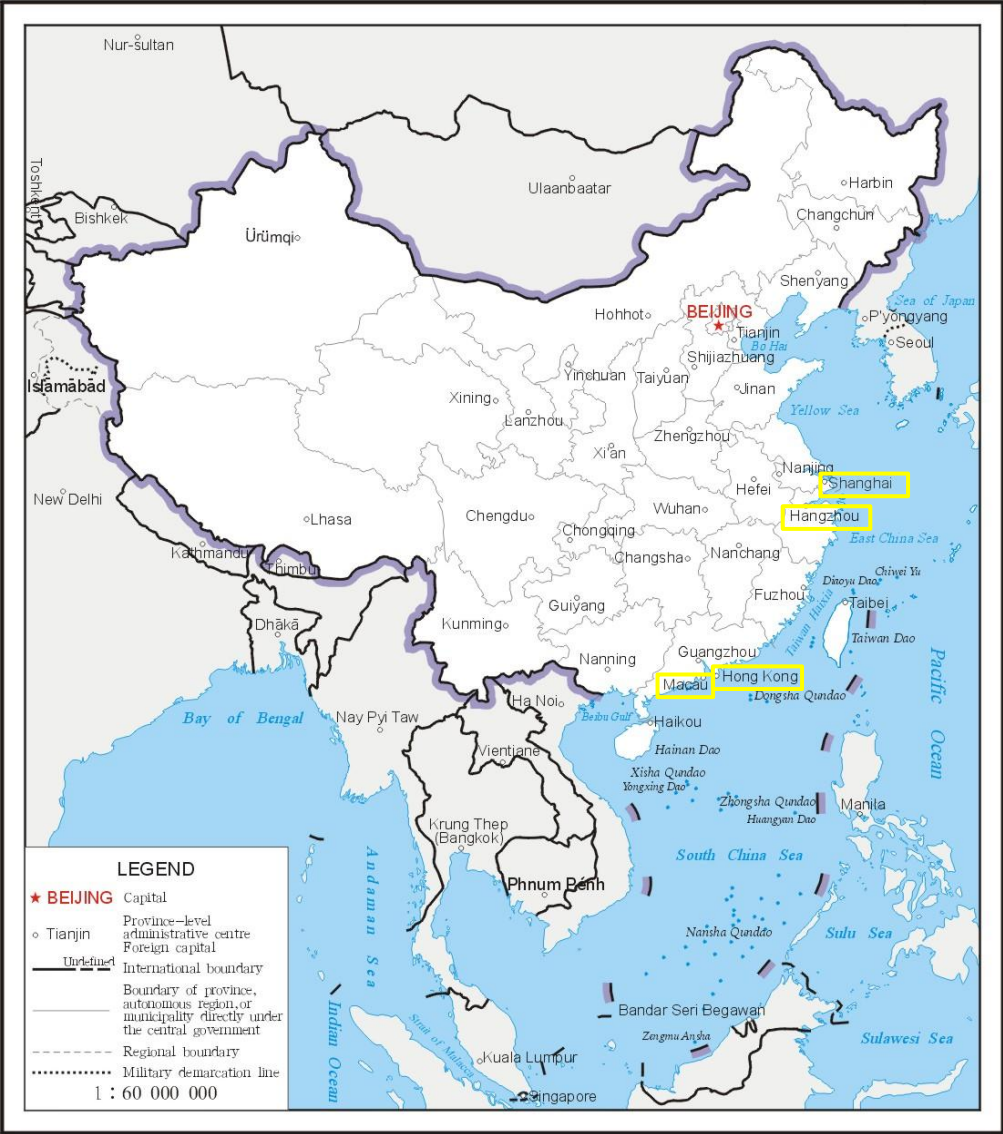 Nur-sultan
Toshkent
Bishkek
Ulaanbaatar
Harbin
Changchun
Ürümqi
Shenyang
Sea of Japan
Hohhot
BEIJING
P'yongyang
Tianjin
Bo Hai
Seoul
Shijiazhuang
Yinchuan
Taiyuan
Islāmābād
Jinan
Xining
Lanzhou
Yellow Sea
Zhengzhou
Xi'an
Nanjing
Shanghai
Hefei
New Delhi
Lhasa
Chengdu
Wuhan
Hangzhou
Chongqing
East China Sea
Kathmandu
Thimbu
Changsha
Nanchang
Chiwei Yu
Diaoyu Dao
Fuzhou
Taibei
Guiyang
Taiwan Haixia
Dhākā
Kunming
Taiwan Dao
Guangzhou
Nanning
Hong Kong
Macau
Dongsha Qundao
Pacific Ocean
Ha Noi
Bay of Bengal
Nay Pyi Taw
Beibu Gulf
Haikou
Vientiane
Hainan Dao
Xisha Qundao
Yongxing Dao
Zhongsha Qundao
Huangyan Dao
Manila
Krung Thep
(Bangkok)
South China Sea
Phnum Pénh
Andaman Sea
Nansha Qundao
Sulu Sea
Bandar Seri Begawan
Zengmu Ansha
Sulawesi Sea
Indian Ocean
Strait of Malacca
Kuala Lumpur
Singapore
LEGEND
BEIJING Capital
Tianjin
Province-level
administrative centre
Foreign capital
Undefined
International boundary
Boundary of province,
autonomous region,or
municipality directly under
the central government
Regional boundary
Military demarcation line
1:60 000 000